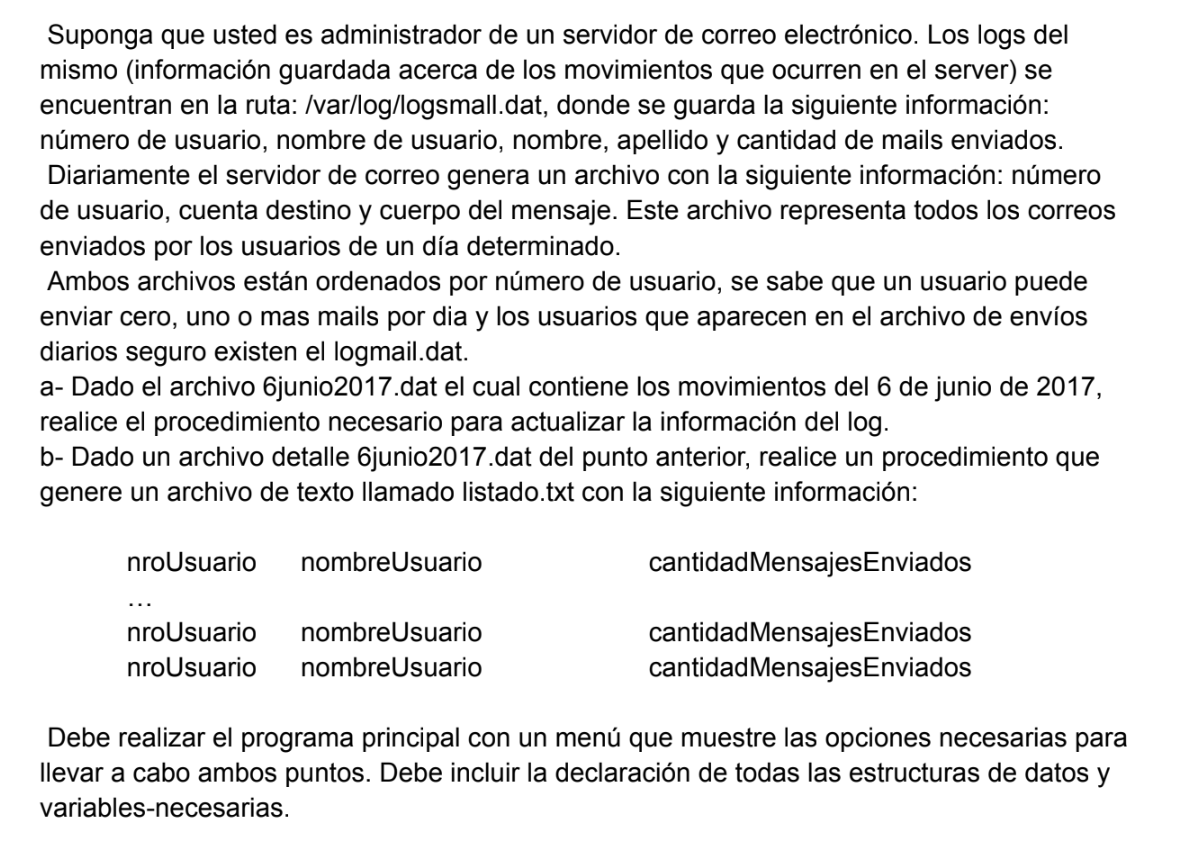 Suponga que usted es administrador de un servidor de correo electrónico. Los logs del
mismo (información guardada acerca de los movimientos que ocurren en el server) se
encuentran en la ruta: /var/log/logsmall.dat, donde se guarda la siguiente información:
número de usuario, nombre de usuario, nombre, apellido y cantidad de mails enviados.
Diariamente el servidor de correo genera un archivo con la siguiente información: número
de usuario, cuenta destino y cuerpo del mensaje. Este archivo representa todos los correos
enviados por los usuarios de un día determinado.
Ambos archivos están ordenados por número de usuario, se sabe que un usuario puede
enviar cero, uno o mas mails por dia y los usuarios que aparecen en el archivo de envíos
diarios seguro existen el logmail.dat.
a- Dado el archivo 6junio2017.dat el cual contiene los movimientos del 6 de junio de 2017,
realice el procedimiento necesario para actualizar la información del log.
b- Dado un archivo detalle 6junio2017.dat del punto anterior, realice un procedimiento que
genere un archivo de texto llamado listado.txt con la siguiente información:
nroUsuario nombreUsuario cantidadMensajesEnviados
…
nroUsuario nombreUsuario cantidadMensajesEnviados
nroUsuario nombreUsuario cantidadMensajesEnviados
Debe realizar el programa principal con un menú que muestre las opciones necesarias para
llevar a cabo ambos puntos. Debe incluir la declaración de todas las estructuras de datos y
variables-necesarias.